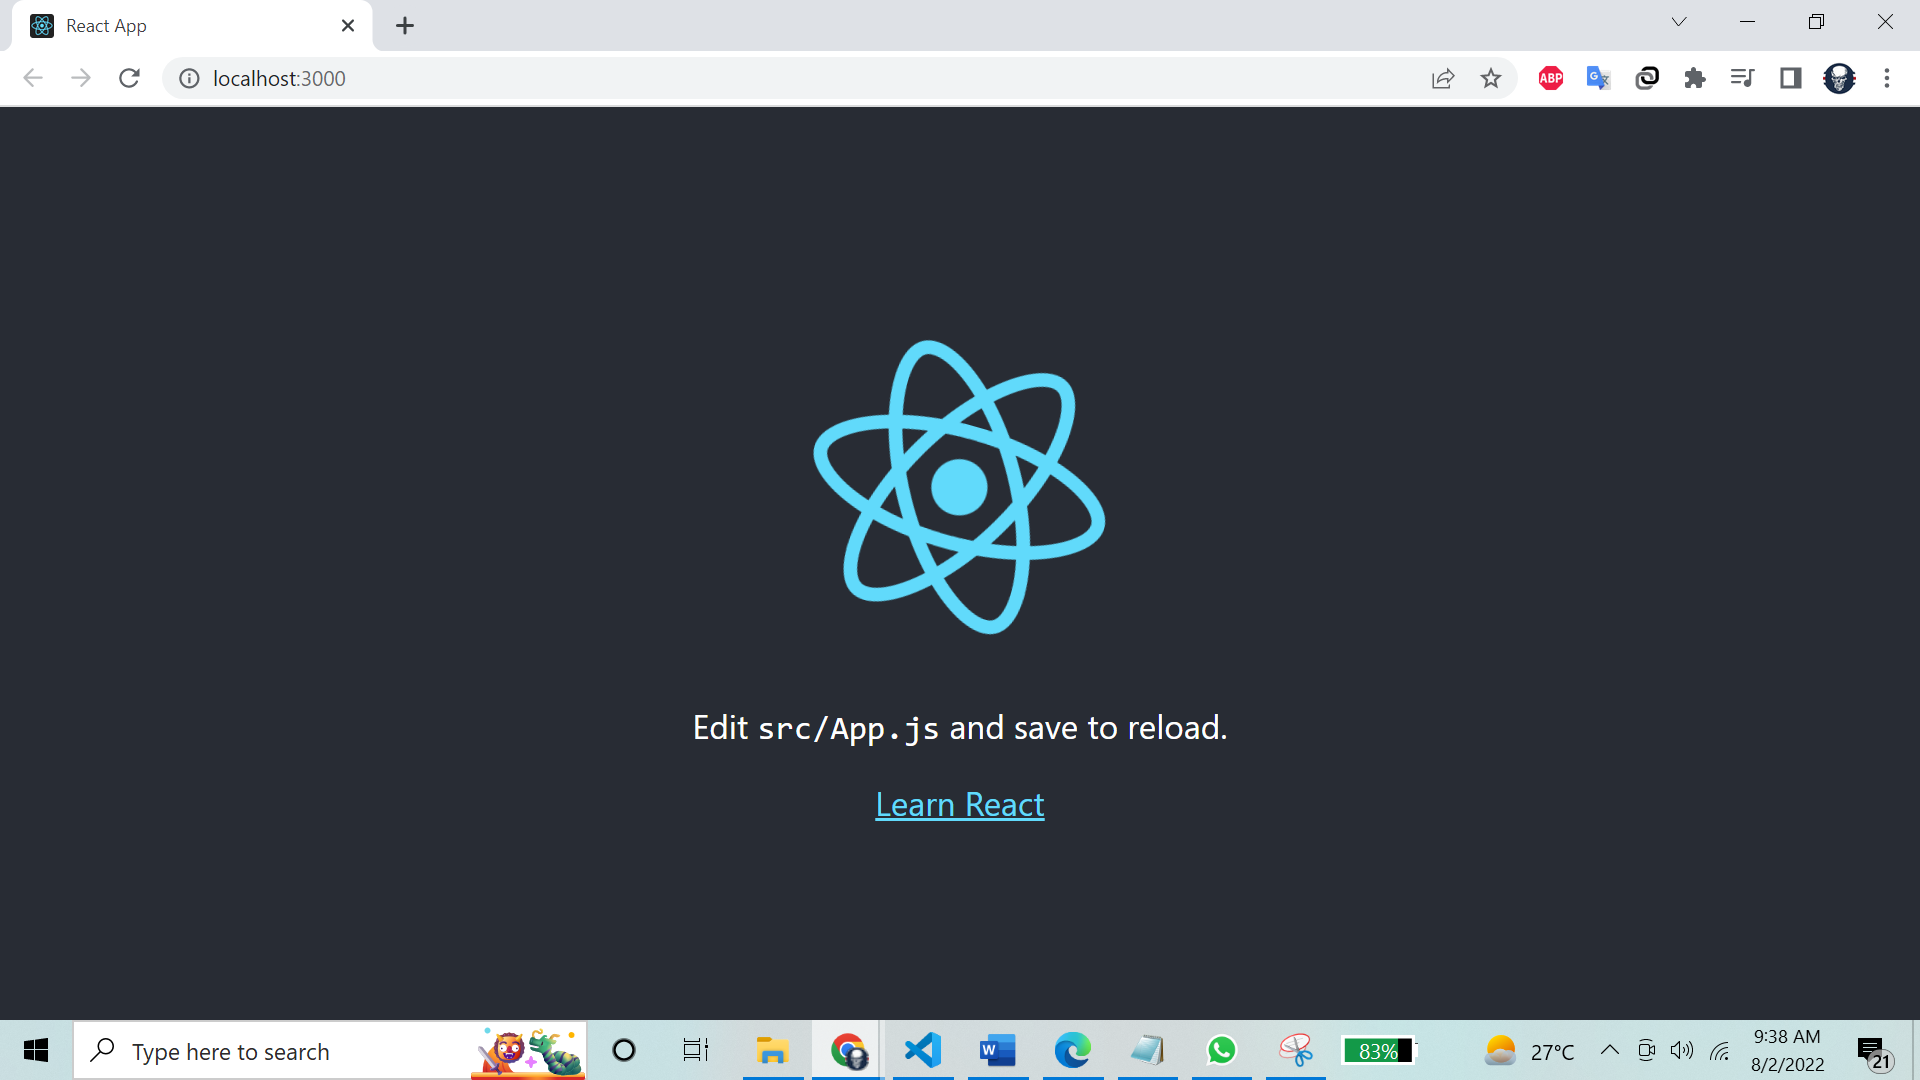 React App
localhost:3000
ABP
Edit src/App.js and save to reload.
Learn React
Type here to search
83%
27°C
9:38 AM
8/2/2022
21